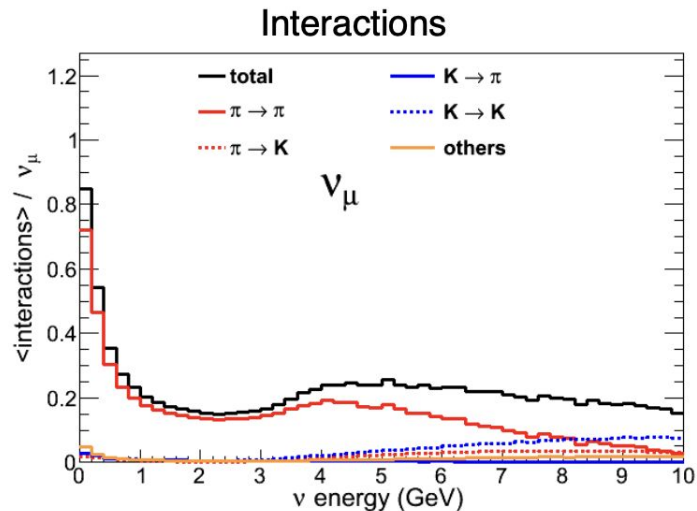 Interactions
total
π → π
π → K
K → π
K → K
others
ν_μ
<interactions> / ν_μ
1.2
1
0.8
0.6
0.4
0.2
0
0 1 2 3 4 5 6 7 8 9 10
ν energy (GeV)